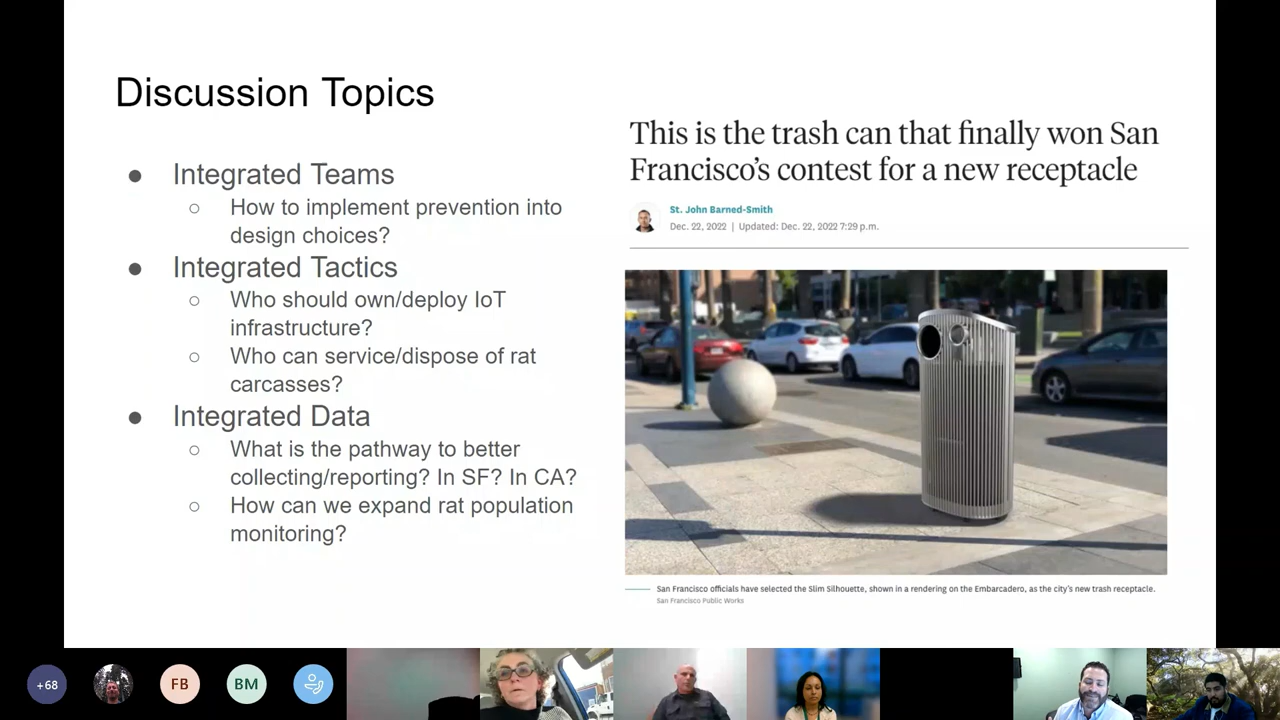 Discussion Topics
● Integrated Teams
○ How to implement prevention into
design choices?
● Integrated Tactics
○ Who should own/deploy IoT
infrastructure?
○ Who can service/dispose of rat
carcasses?
● Integrated Data
○ What is the pathway to better
collecting/reporting? In SF? In CA?
○ How can we expand rat population
monitoring?
This is the trash can that finally won San
Francisco’s contest for a new receptacle
St. John Barned-Smith
Dec. 22, 2022 | Updated: Dec. 22, 2022 7:29 p.m.
San Francisco officials have selected the Slim Silhouette, shown in a rendering on the Embarcadero, as the city's new trash receptacle.
San Francisco Public Works
+68
FB
BM